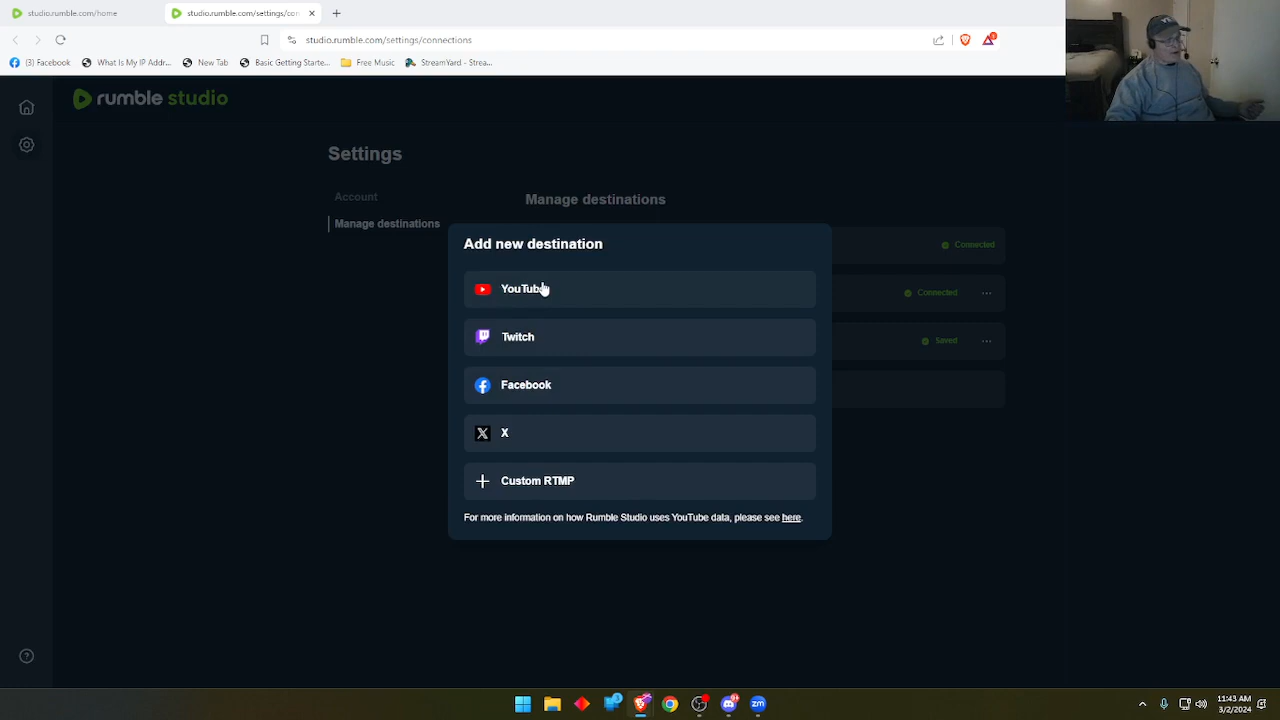 studio.rumble.com/home
studio.rumble.com/settings/con
studio.rumble.com/settings/connections
2
(3) Facebook
What Is My IP Addr...
New Tab
Basic Getting Starte...
Free Music
StreamYard - Strea...
rumble studio
Settings
Account
Manage destinations
Manage destinations
Connected
Connected
Saved
Add new destination
YouTube
Twitch
Facebook
X
Custom RTMP
For more information on how Rumble Studio uses YouTube data, please see here.
zm
11:43 AM
3/2/2024